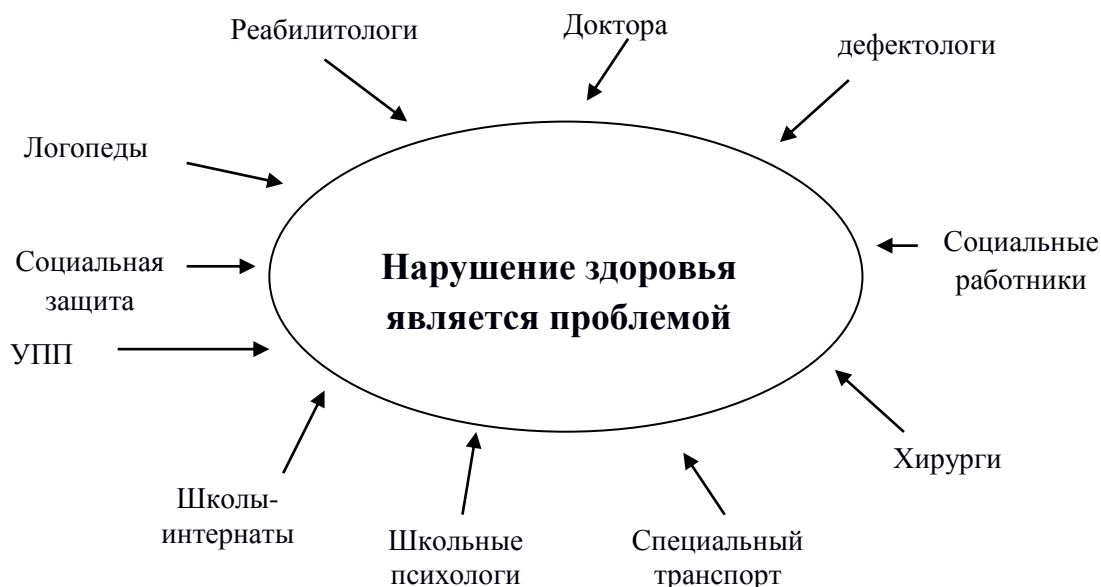 Реабилитологи
Доктора
дефектологи
Логопеды
Социальная
защита
Нарушение здоровья
является проблемой
Социальные
работники
УПП
Хирурги
Школы-
интернаты
Школьные
психологи
Специальный
транспорт